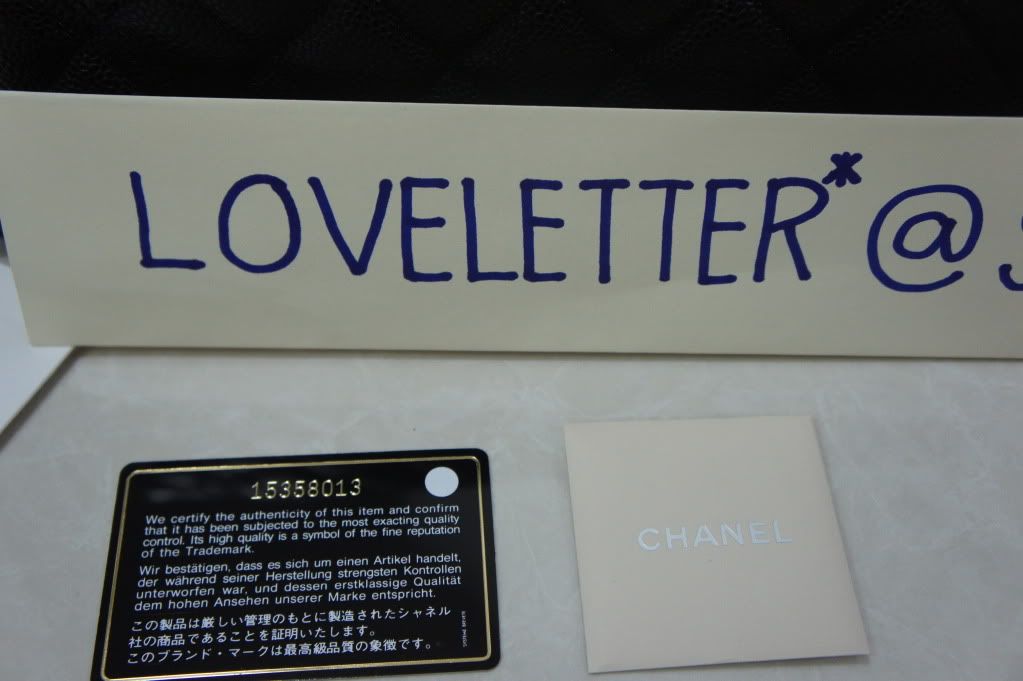 LOVELETTER* @
15358013
We certify the authenticity of this item and confirm
that it has been subjected to the most exacting quality
control. Its high quality is a symbol of the fine reputation
of the Trademark.
Wir bestätigen, dass es sich um einen Artikel handelt,
der während seiner Herstellung strengsten Kontrollen
unterworfen war, und dessen erstklassige Qualität
dem hohen Ansehen unserer Marke entspricht.
この製品は厳しい管理のもとに製造されたシャネル
社の商品であることを証明いたします。
このブランド・マークは最高級品質の象徴です。
CHANEL